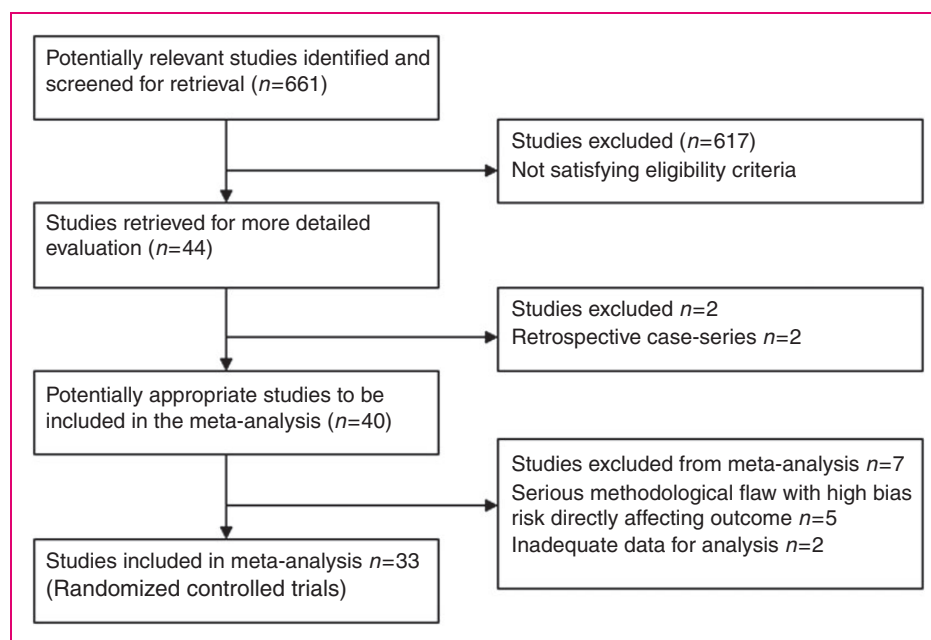 Potentially relevant studies identified and
screened for retrieval (n=661)
Studies excluded (n=617)
Not satisfying eligibility criteria
Studies retrieved for more detailed
evaluation (n=44)
Studies excluded n=2
Retrospective case-series n=2
Potentially appropriate studies to be
included in the meta-analysis (n=40)
Studies excluded from meta-analysis n=7
Serious methodological flaw with high bias
risk directly affecting outcome n=5
Inadequate data for analysis n=2
Studies included in meta-analysis n=33
(Randomized controlled trials)